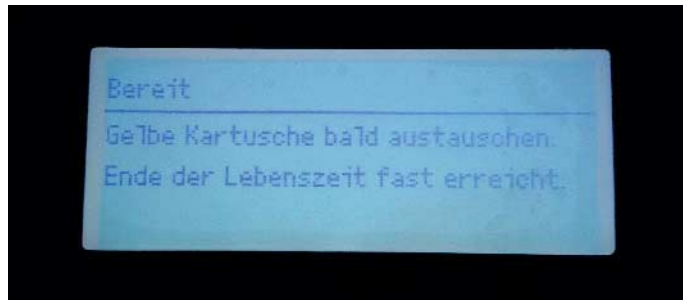 Bereit
Gelbe Kartusche bald austauschen.
Ende der Lebenszeit fast erreicht.